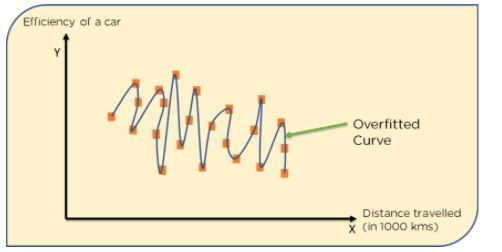 Efficiency of a car
Y
Overfitted
Curve
Distance travelled
X (in 1000 kms)